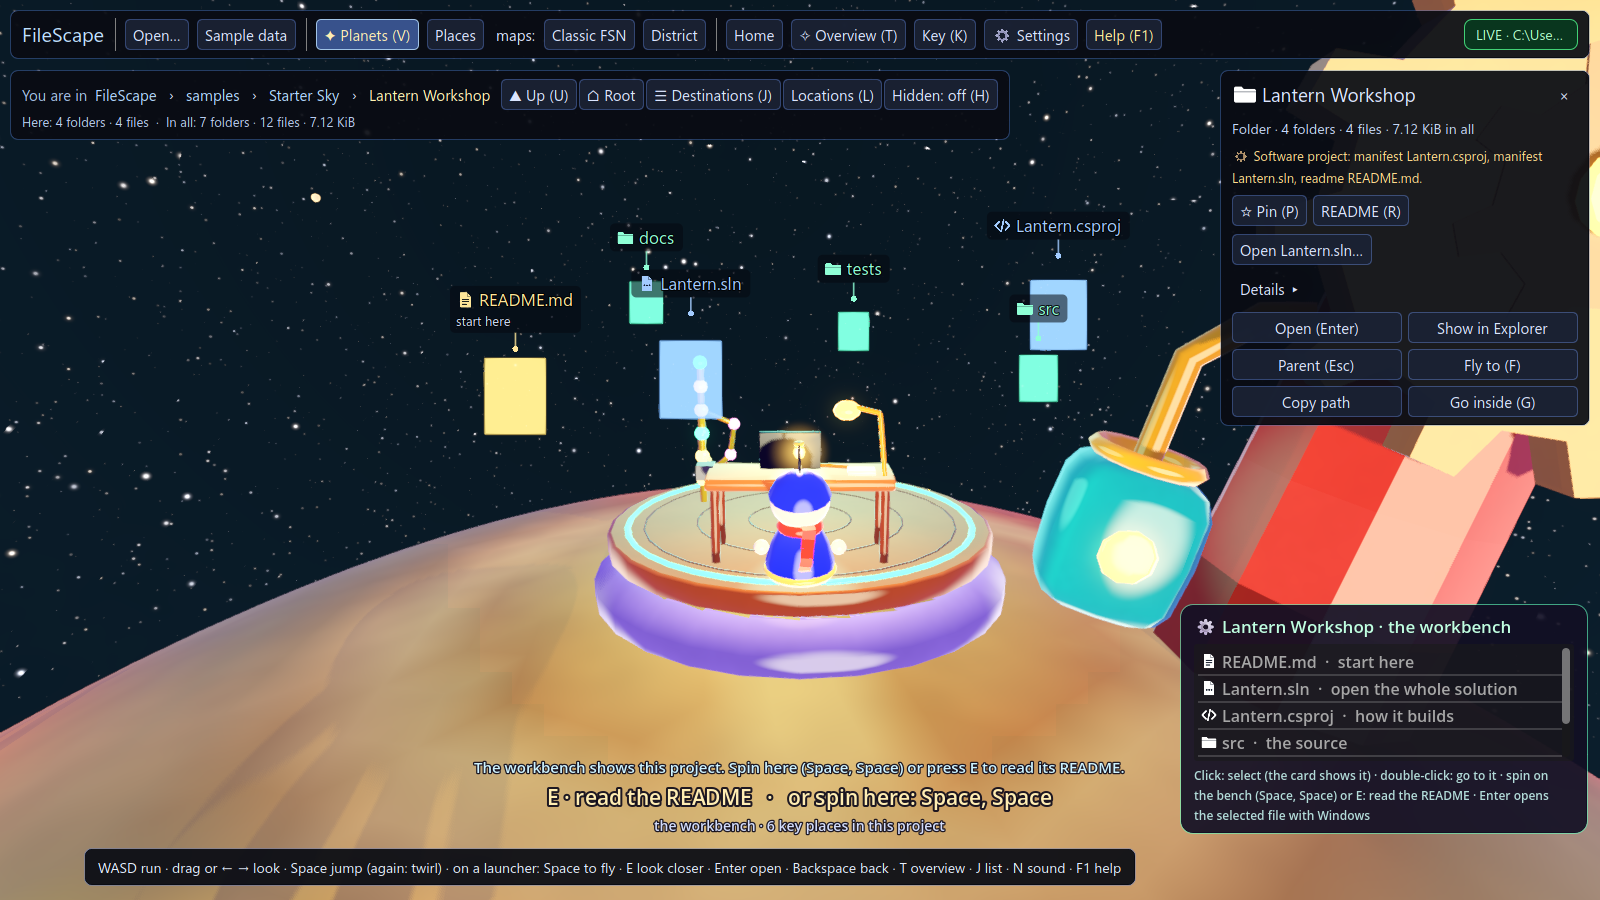 FileScape Open... Sample data ✦ Planets (V) Places maps: Classic FSN District Home ✧ Overview (T) Key (K) Settings Help (F1) LIVE · C:\Use...
You are in FileScape › samples › Starter Sky › Lantern Workshop ▲ Up (U) Root ☰ Destinations (J) Locations (L) Hidden: off (H)
Here: 4 folders · 4 files · In all: 7 folders · 12 files · 7.12 KiB
Lantern Workshop ×
Folder · 4 folders · 4 files · 7.12 KiB in all
Software project: manifest Lantern.csproj, manifest
Lantern.sln, readme README.md.
☆ Pin (P) README (R)
Open Lantern.sln...
Details ▸
Open (Enter) Show in Explorer
Parent (Esc) Fly to (F)
Copy path Go inside (G)
Lantern.csproj
docs
tests
Lantern.sln
README.md
start here
src
Lantern Workshop · the workbench
README.md · start here
Lantern.sln · open the whole solution
Lantern.csproj · how it builds
src · the source
Click: select (the card shows it) · double-click: go to it · spin on
the bench (Space, Space) or E: read the README · Enter opens
the selected file with Windows
The workbench shows this project. Spin here (Space, Space) or press E to read its README.
E · read the README · or spin here: Space, Space
the workbench · 6 key places in this project
WASD run · drag or ← → look · Space jump (again: twirl) · on a launcher: Space to fly · E look closer · Enter open · Backspace back · T overview · J list · N sound · F1 help